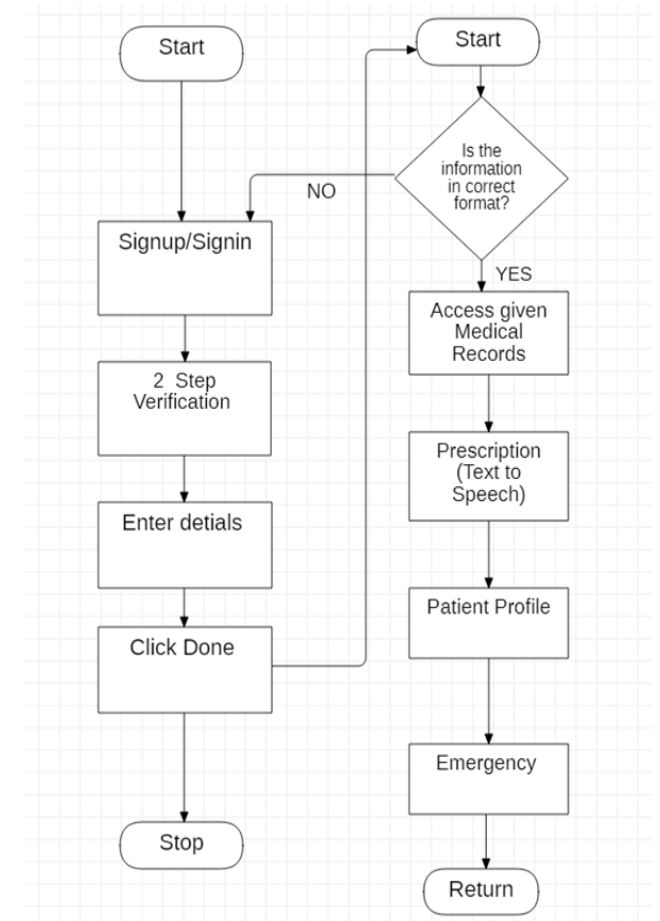 Start
Signup/Signin
2 Step
Verification
Enter detials
Click Done
Stop
Start
Is the
information
in correct
format?
NO
YES
Access given
Medical
Records
Prescription
(Text to
Speech)
Patient Profile
Emergency
Return